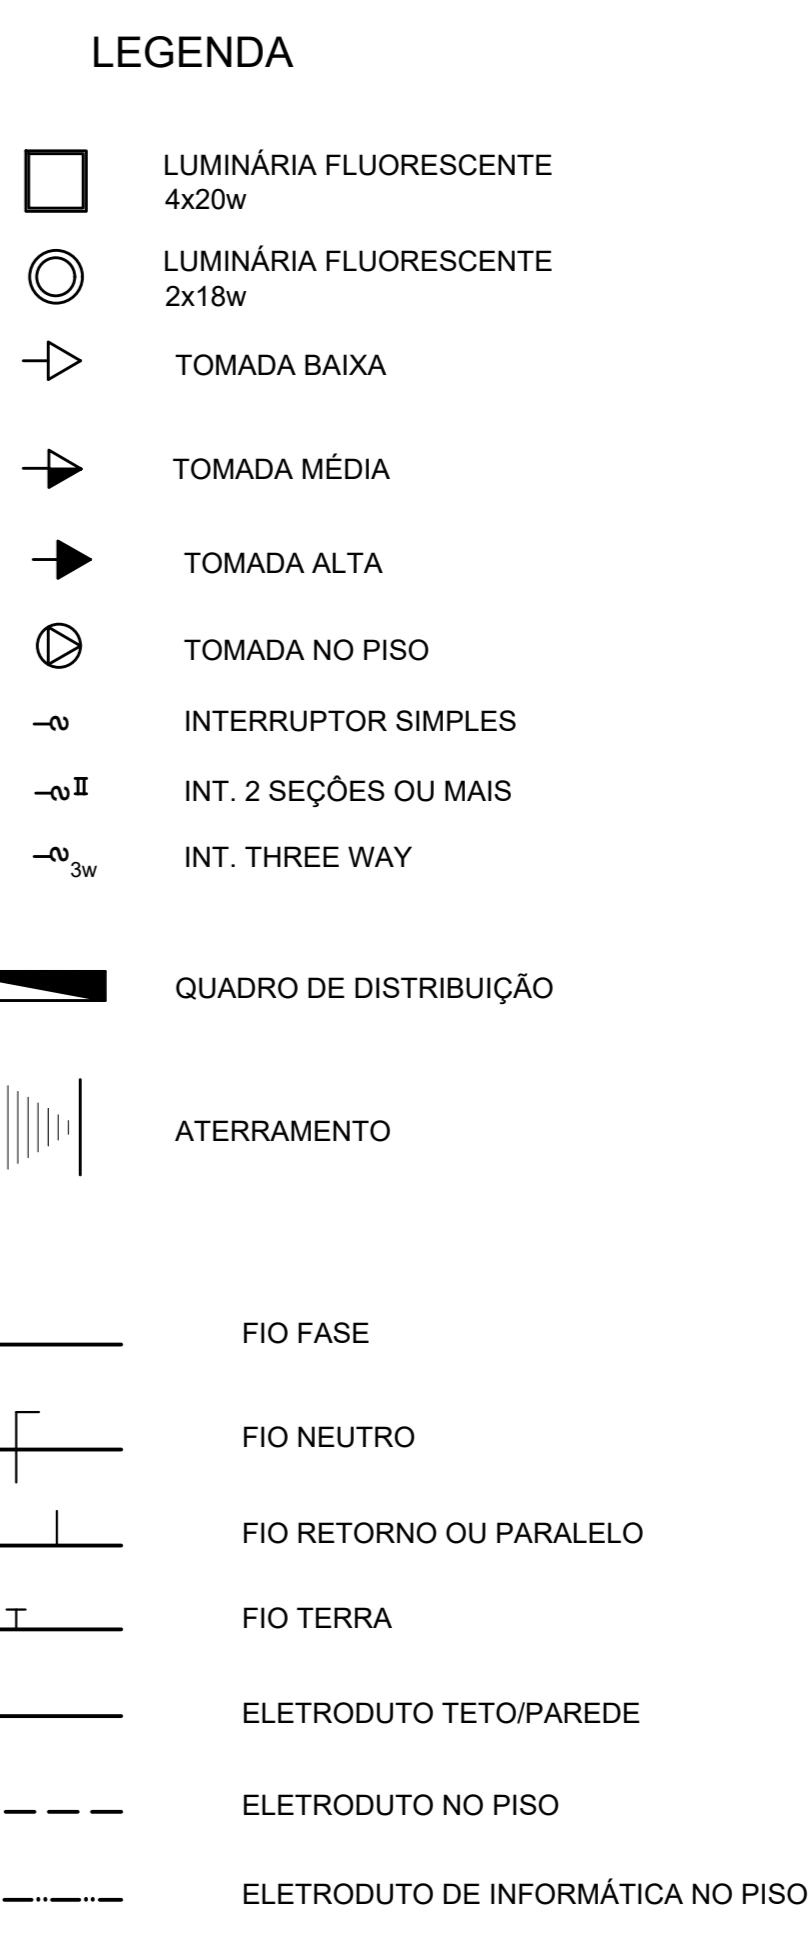 LEGENDA
LUMINÁRIA FLUORESCENTE
4x20w
LUMINÁRIA FLUORESCENTE
2x18w
TOMADA BAIXA
TOMADA MÉDIA
TOMADA ALTA
TOMADA NO PISO
INTERRUPTOR SIMPLES
II INT. 2 SEÇÔES OU MAIS
3w INT. THREE WAY
QUADRO DE DISTRIBUIÇÃO
ATERRAMENTO
FIO FASE
FIO NEUTRO
FIO RETORNO OU PARALELO
FIO TERRA
ELETRODUTO TETO/PAREDE
ELETRODUTO NO PISO
ELETRODUTO DE INFORMÁTICA NO PISO